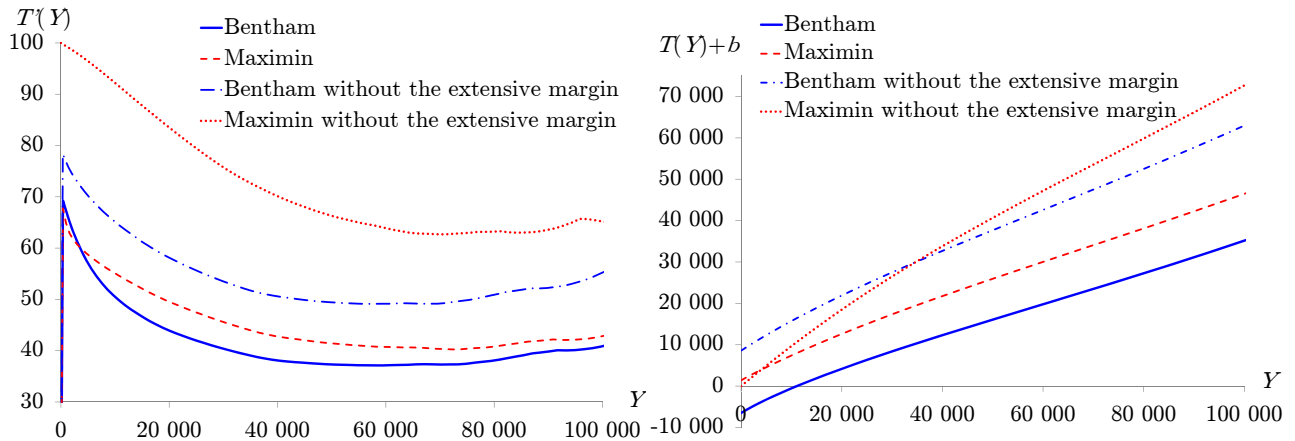 T'(Y)
Bentham
Maximin
Bentham without the extensive margin
Maximin without the extensive margin
100
90
80
70
60
50
40
30
Y
0
20 000
40 000
60 000
80 000
100 000
T(Y)+b
Bentham
Maximin
Bentham without the extensive margin
Maximin without the extensive margin
70 000
60 000
50 000
40 000
30 000
20 000
10 000
0
-10 000
Y
0
20 000
40 000
60 000
80 000
100 000